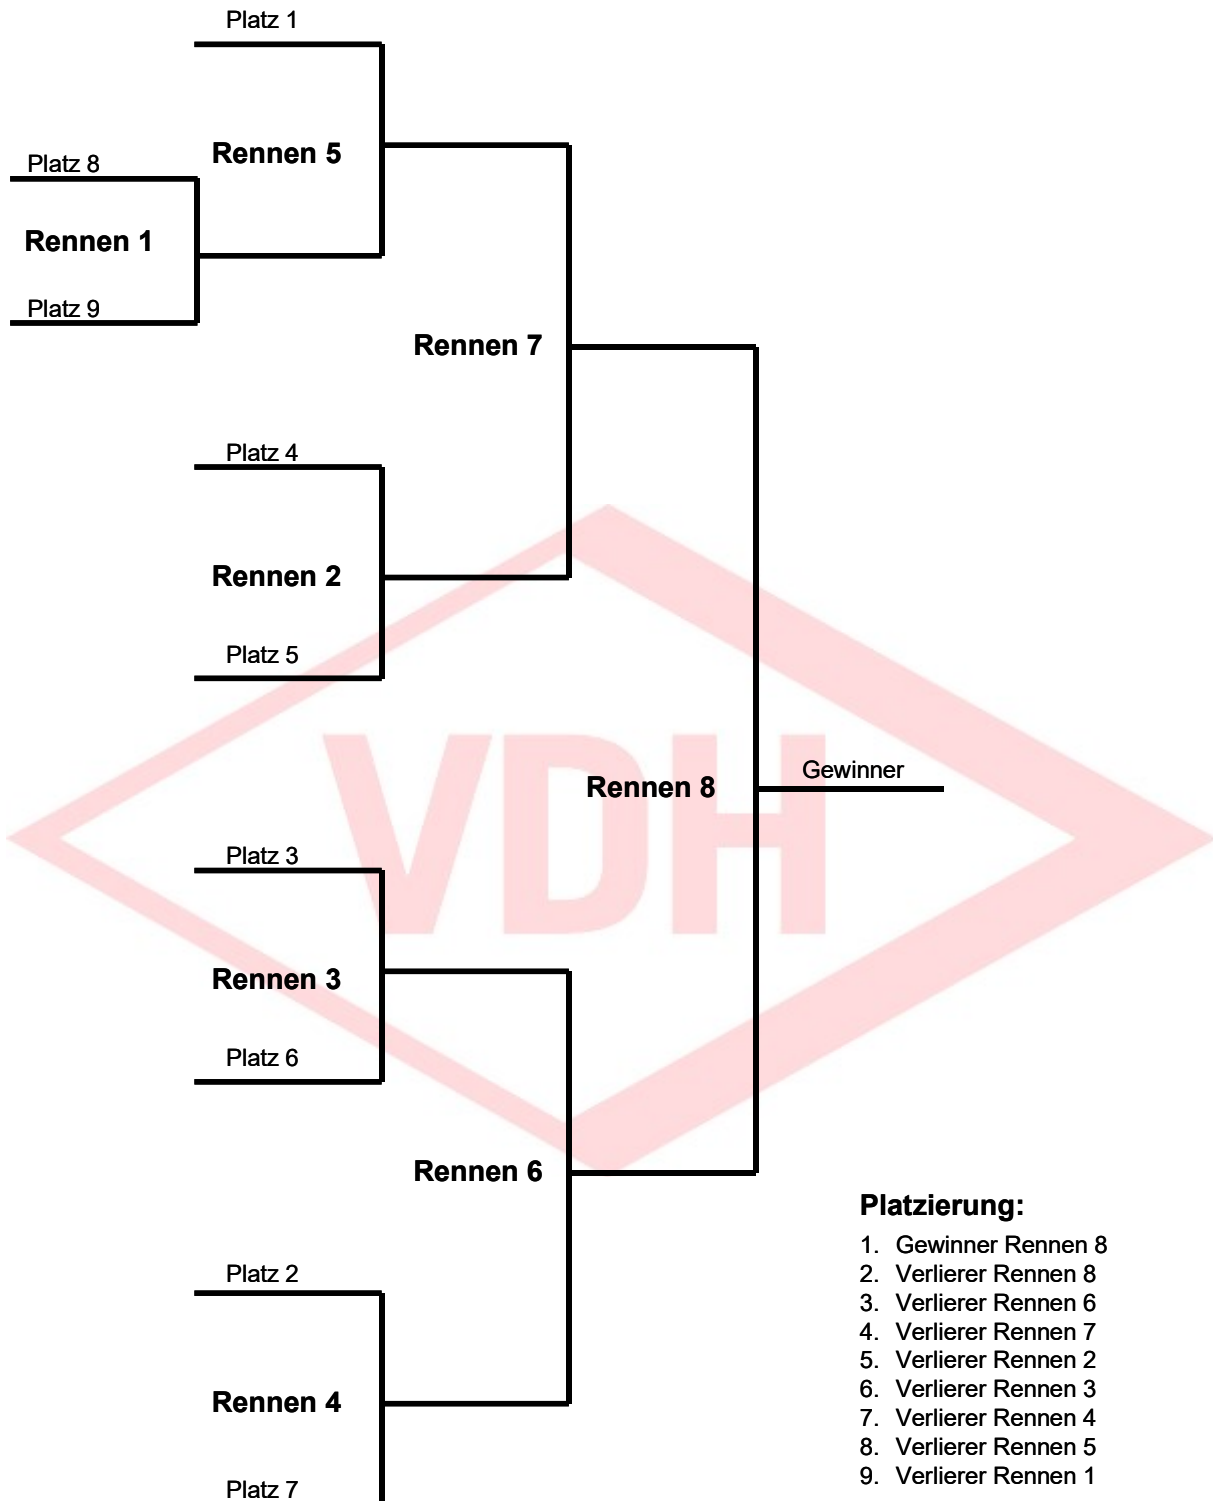 Platz 1
Rennen 5
Platz 8
Rennen 1
Platz 9
Rennen 7
Platz 4
Rennen 2
Platz 5
VDH
Rennen 8
Gewinner
Platz 3
Rennen 3
Platz 6
Rennen 6
Platz 2
Rennen 4
Platz 7
Platzierung:
1. Gewinner Rennen 8
2. Verlierer Rennen 8
3. Verlierer Rennen 6
4. Verlierer Rennen 7
5. Verlierer Rennen 2
6. Verlierer Rennen 3
7. Verlierer Rennen 4
8. Verlierer Rennen 5
9. Verlierer Rennen 1